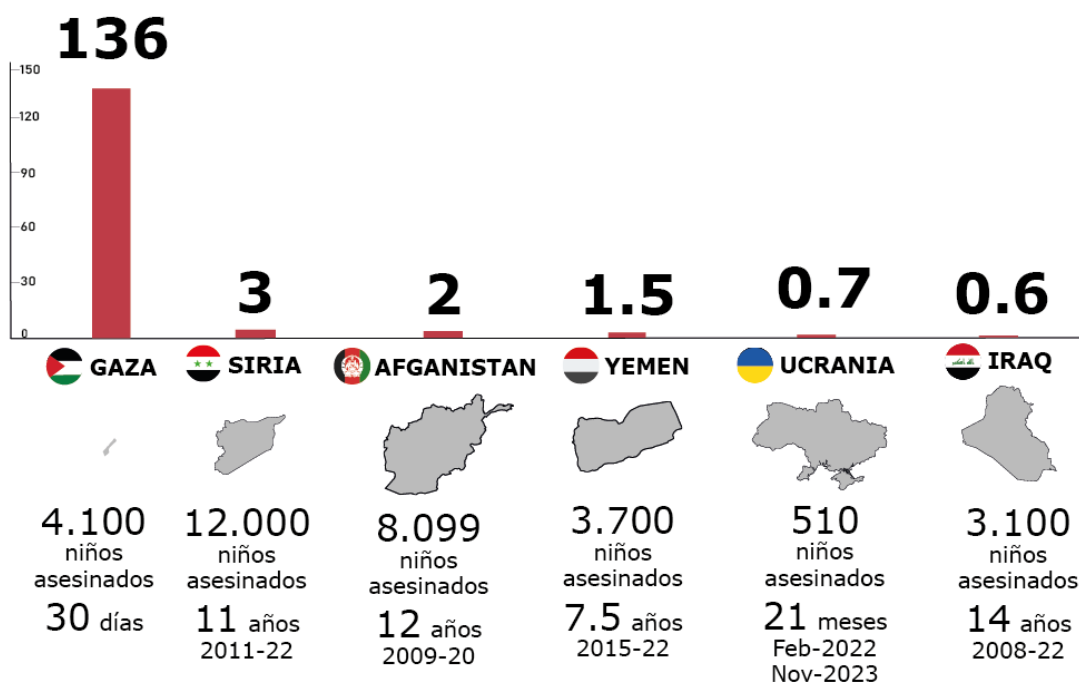 136
150
120
90
60
30
0
3
2
1.5
0.7
0.6
GAZA
SIRIA
AFGANISTAN
YEMEN
UCRANIA
IRAQ
4.100
niños
asesinados
30 días
12.000
niños
asesinados
11 años
2011-22
8.099
niños
asesinados
12 años
2009-20
3.700
niños
asesinados
7.5 años
2015-22
510
niños
asesinados
21 meses
Feb-2022
Nov-2023
3.100
niños
asesinados
14 años
2008-22